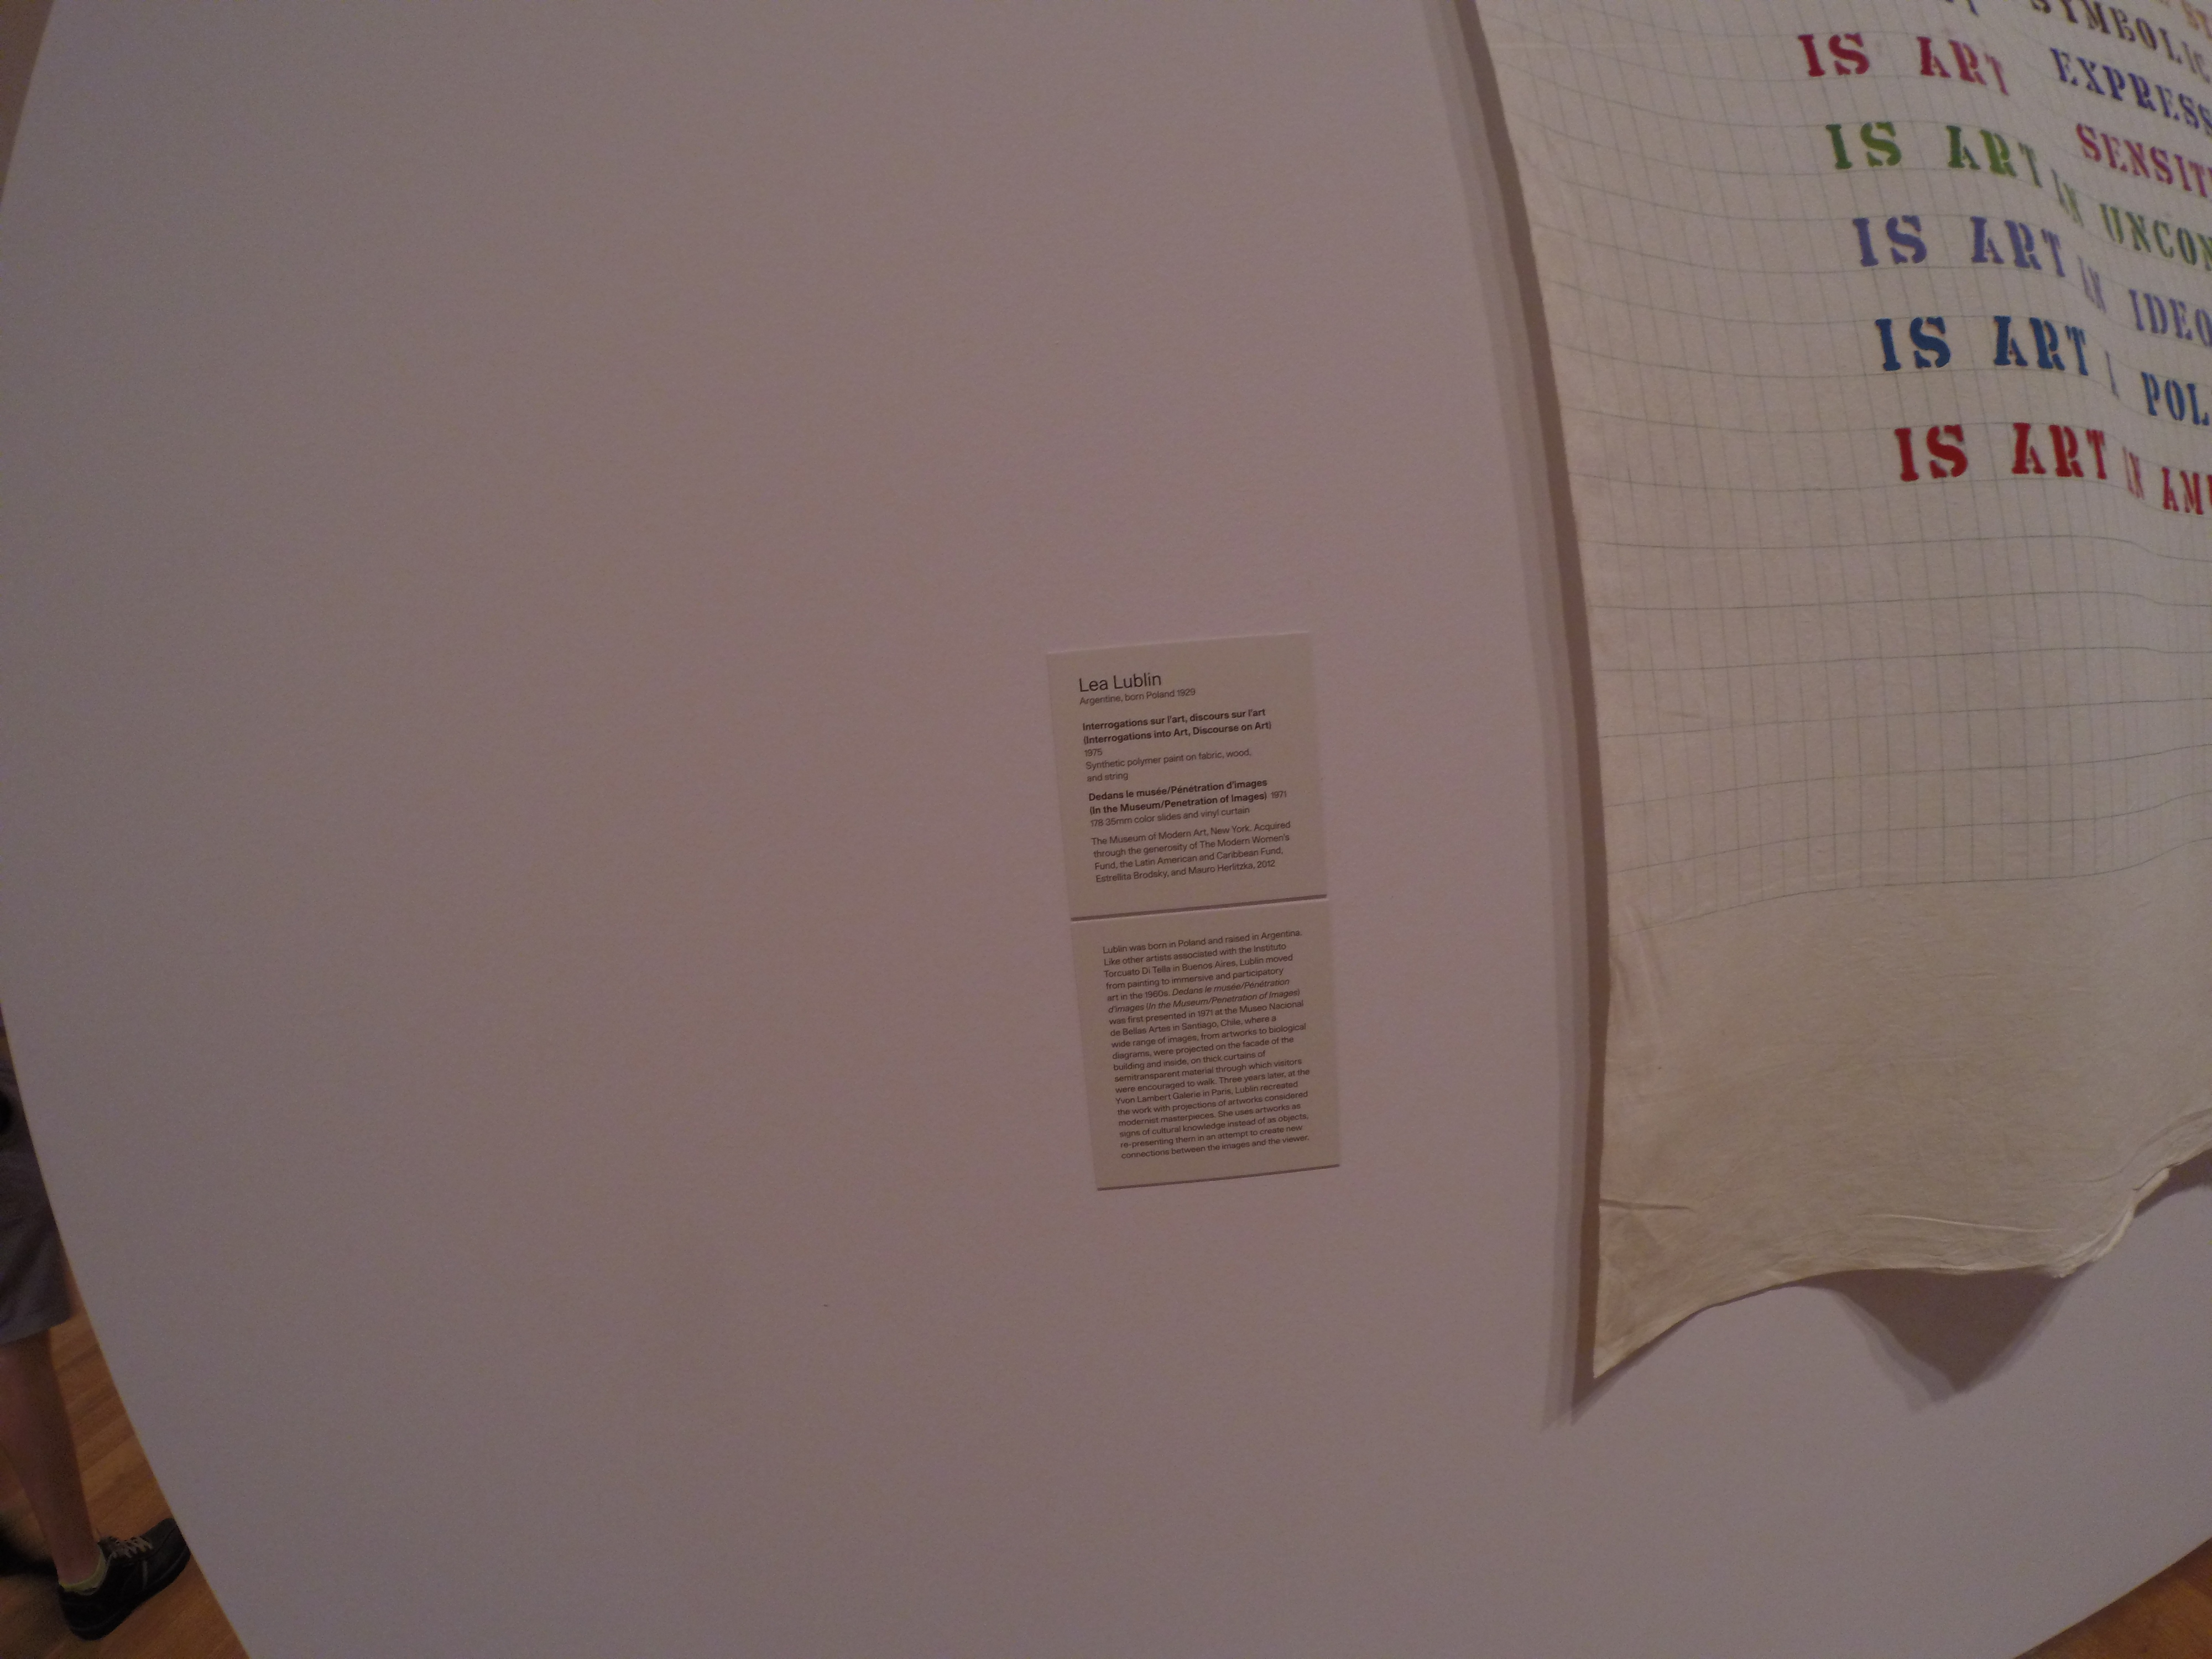 Lea Lublin
Argentine, born Poland 1929
Interrogations sur l'art, discours sur l'art
(Interrogations into Art, Discourse on Art)
1975
Synthetic polymer paint on fabric, wood,
and string
Dedans le musée/Pénétration d'images
(In the Museum/Penetration of Images) 1971
178 35mm color slides and vinyl curtain
The Museum of Modern Art, New York. Acquired
through the generosity of The Modern Women's
Fund, the Latin American and Caribbean Fund,
Estrellita Brodsky, and Mauro Herlitzka, 2012
Lublin was born in Poland and raised in Argentina.
Like other artists associated with the Instituto
Torcuato Di Tella in Buenos Aires, Lublin moved
from painting to immersive and participatory
art in the 1960s. Dedans le musée/Pénétration
d'images (In the Museum/Penetration of Images)
was first presented in 1971 at the Museo Nacional
de Bellas Artes in Santiago, Chile, where a
wide range of images, from artworks to biological
diagrams, were projected on the facade of the
building and inside, on thick curtains of
semitransparent material through which visitors
were encouraged to walk. Three years later, at the
Yvon Lambert Galerie in Paris, Lublin recreated
the work with projections of artworks considered
modernist masterpieces. She uses artworks as
signs of cultural knowledge instead of as objects,
re-presenting them in an attempt to create new
connections between the images and the viewer.
SYMBOLIC
IS ART EXPRESS
IS ART SENSIT
IS ART AN UNCON
IS ART AN IDEO
IS ART A POL
IS ART AN AM